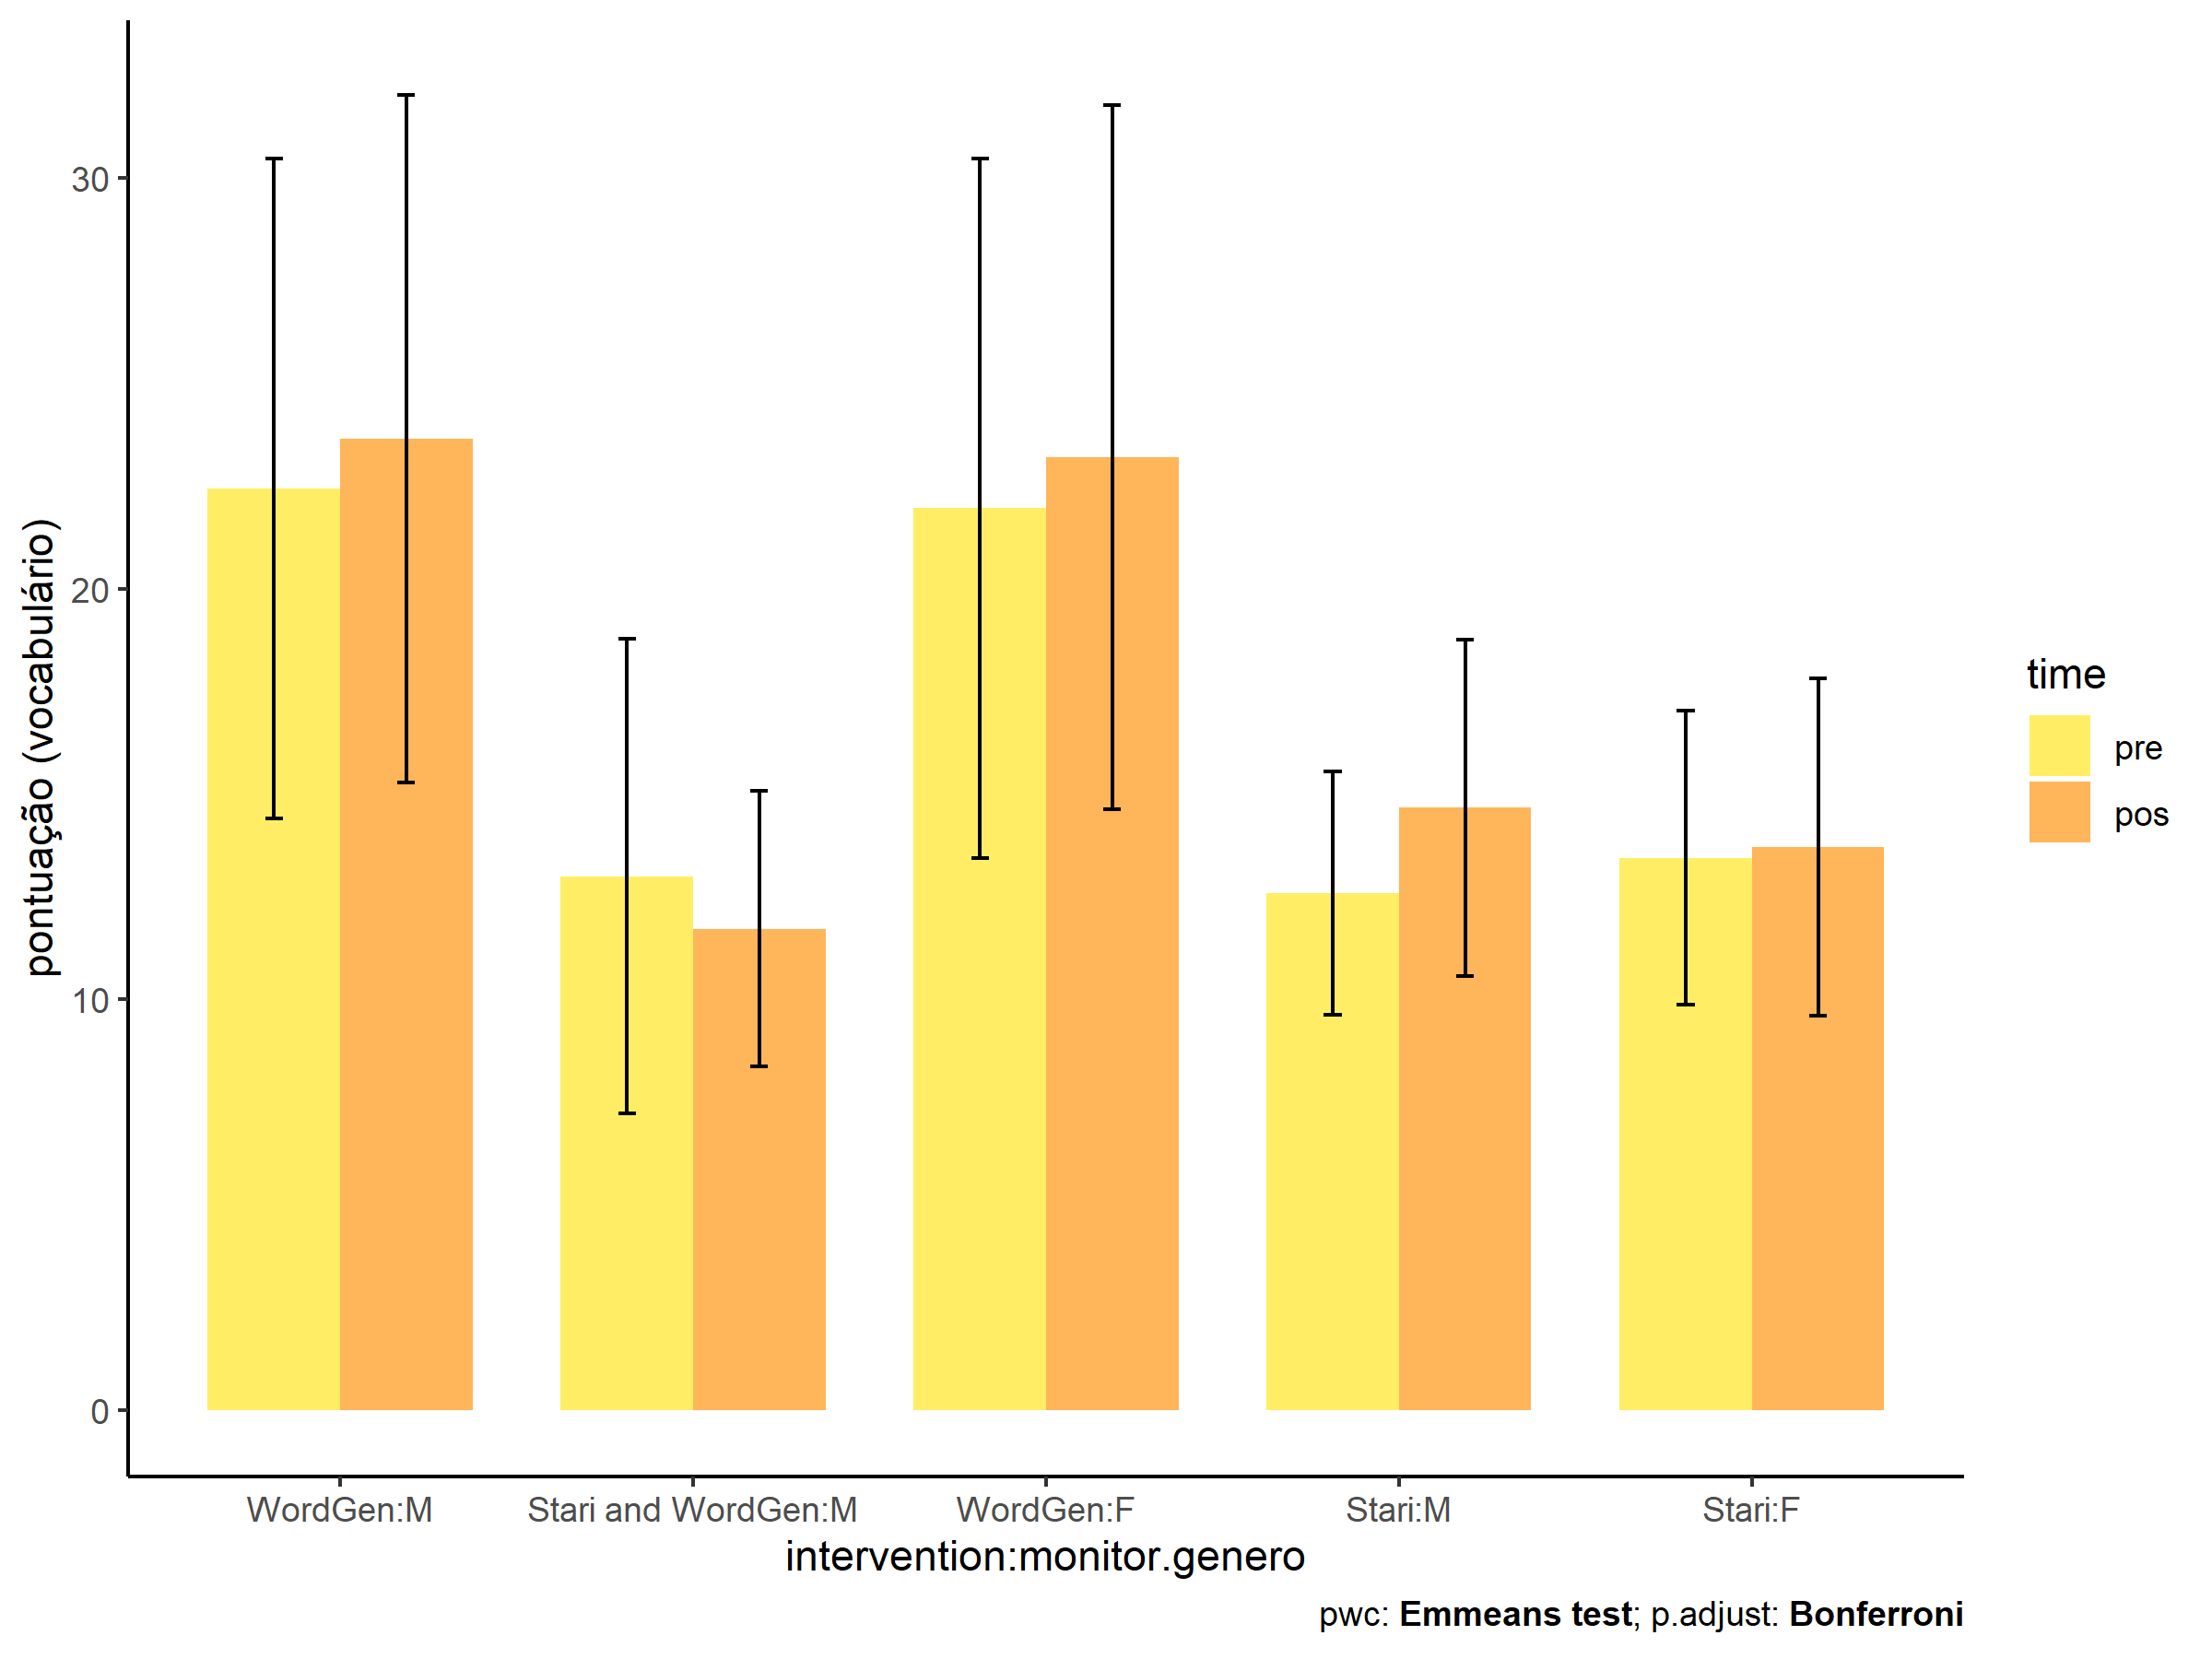 pontuação (vocabulário)
30
20
10
0
WordGen:M
Stari and WordGen:M
WordGen:F
Stari:M
Stari:F
intervention:monitor.genero
pwc: Emmeans test; p.adjust: Bonferroni
time
pre
pos